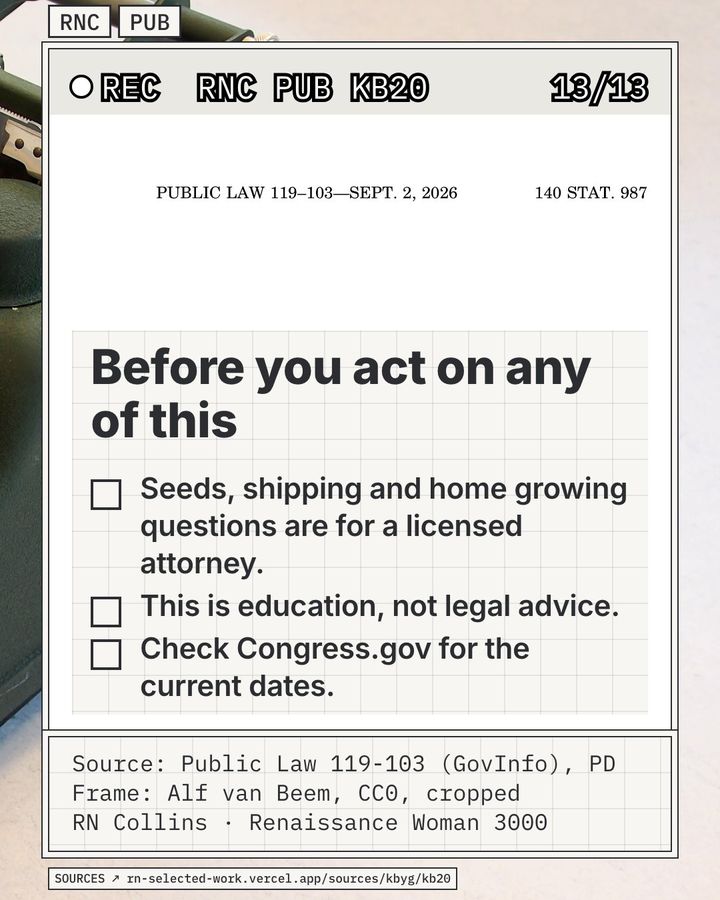 RNC PUB
REC RNC PUB KB20 13/13
PUBLIC LAW 119–103—SEPT. 2, 2026 140 STAT. 987
Before you act on any
of this
Seeds, shipping and home growing
questions are for a licensed
attorney.
This is education, not legal advice.
Check Congress.gov for the
current dates.
Source: Public Law 119-103 (GovInfo), PD
Frame: Alf van Beem, CC0, cropped
RN Collins · Renaissance Woman 3000
SOURCES ↗ rn-selected-work.vercel.app/sources/kbyg/kb20